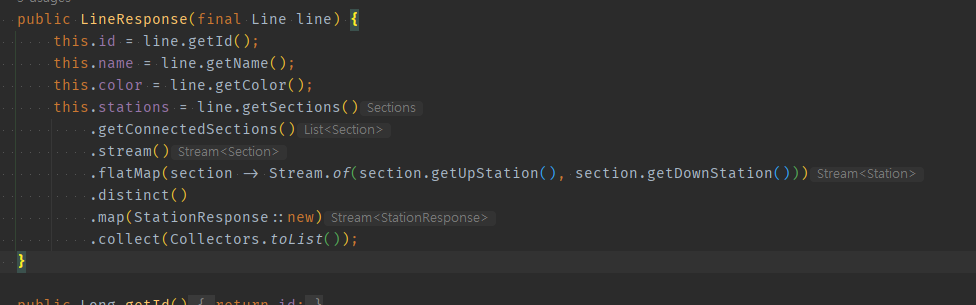 5 usages
public LineResponse(final Line line) {
this.id = line.getId();
this.name = line.getName();
this.color = line.getColor();
this.stations = line.getSections() Sections
.getConnectedSections() List<Section>
.stream() Stream<Section>
.flatMap(section -> Stream.of(section.getUpStation(), section.getDownStation())) Stream<Station>
.distinct()
.map(StationResponse::new) Stream<StationResponse>
.collect(Collectors.toList());
}
public Long getId() { return id; }